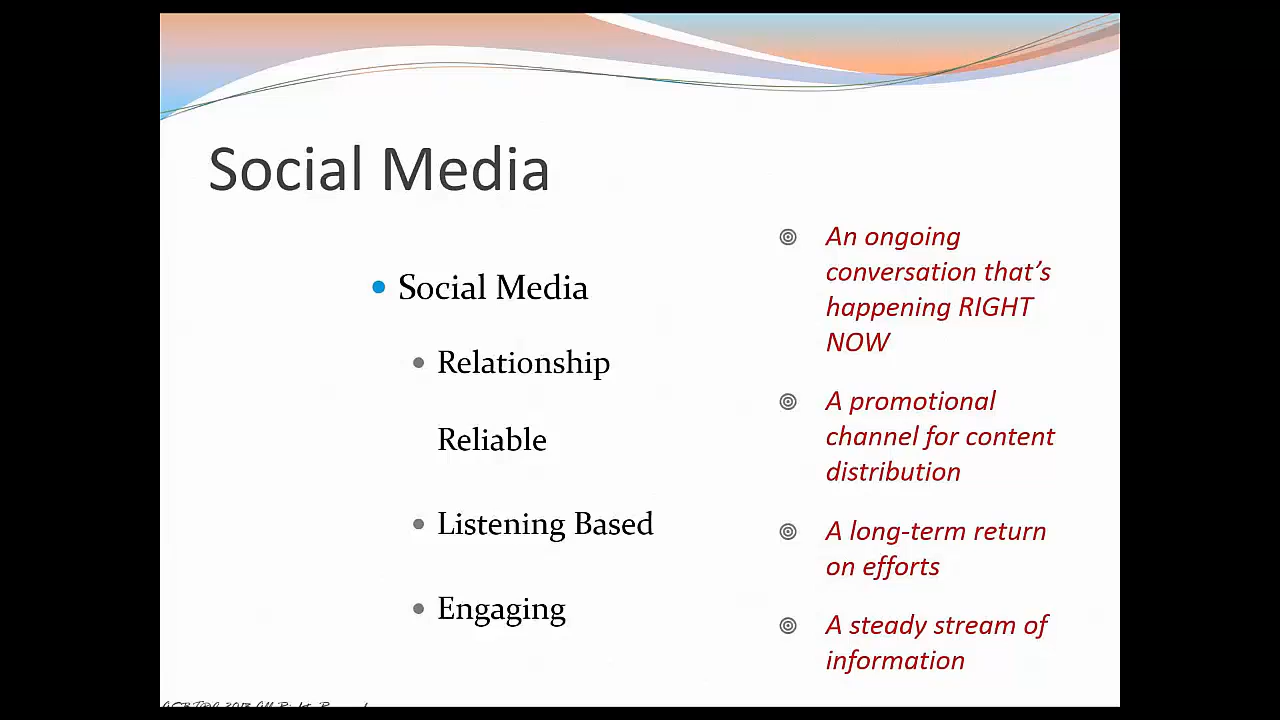 Social Media
Social Media
Relationship
Reliable
Listening Based
Engaging
An ongoing
conversation that’s
happening RIGHT
NOW
A promotional
channel for content
distribution
A long-term return
on efforts
A steady stream of
information